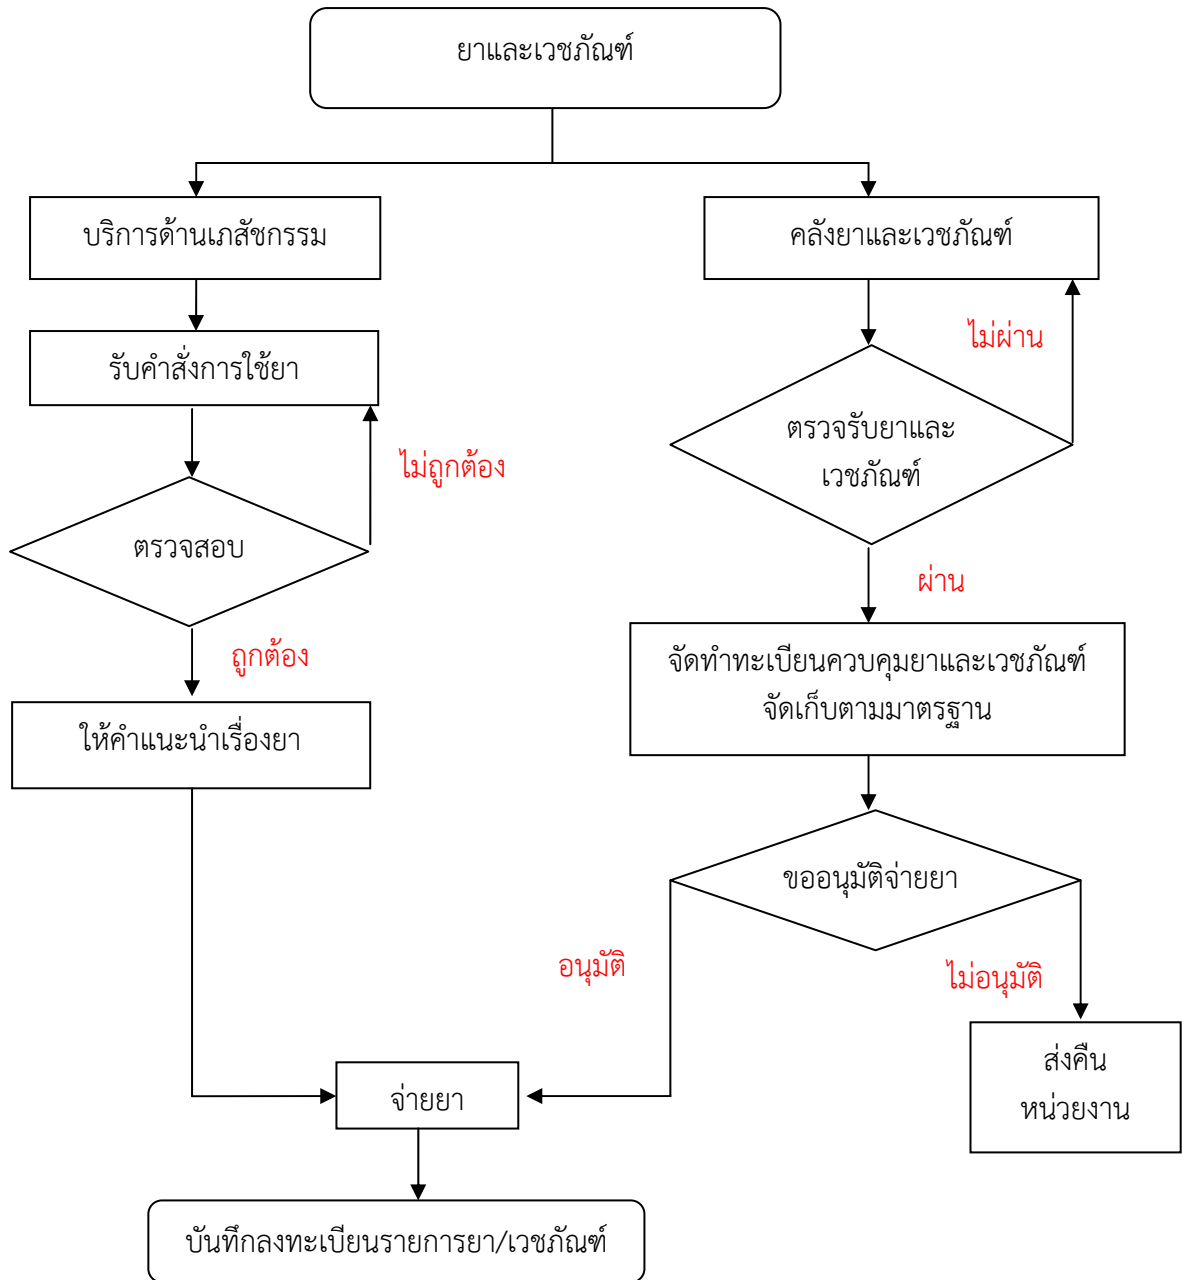 ยาและเวชภัณฑ์
บริการด้านเภสัชกรรม
คลังยาและเวชภัณฑ์
รับคำสั่งการใช้ยา
ไม่ผ่าน
ตรวจรับยาและ
เวชภัณฑ์
ไม่ถูกต้อง
ตรวจสอบ
ผ่าน
ถูกต้อง
จัดทำทะเบียนควบคุมยาและเวชภัณฑ์
จัดเก็บตามมาตรฐาน
ให้คำแนะนำเรื่องยา
ขออนุมัติจ่ายยา
อนุมัติ
ไม่อนุมัติ
ส่งคืน
หน่วยงาน
จ่ายยา
บันทึกลงทะเบียนรายการยา/เวชภัณฑ์